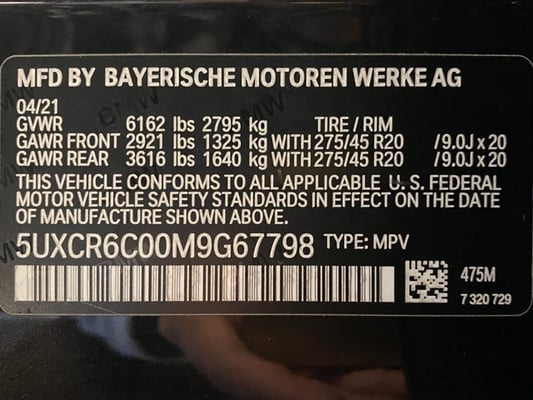 MFD BY BAYERISCHE MOTOREN WERKE AG
04/21
GVWR 6162 lbs 2795 kg TIRE / RIM
GAWR FRONT 2921 lbs 1325 kg WITH 275/45 R20 / 9.0J x 20
GAWR REAR 3616 lbs 1640 kg WITH 275/45 R20 / 9.0J x 20
THIS VEHICLE CONFORMS TO ALL APPLICABLE U. S. FEDERAL
MOTOR VEHICLE SAFETY STANDARDS IN EFFECT ON THE DATE
OF MANUFACTURE SHOWN ABOVE.
5UXCR6C00M9G67798 TYPE: MPV
475M
7 320 729